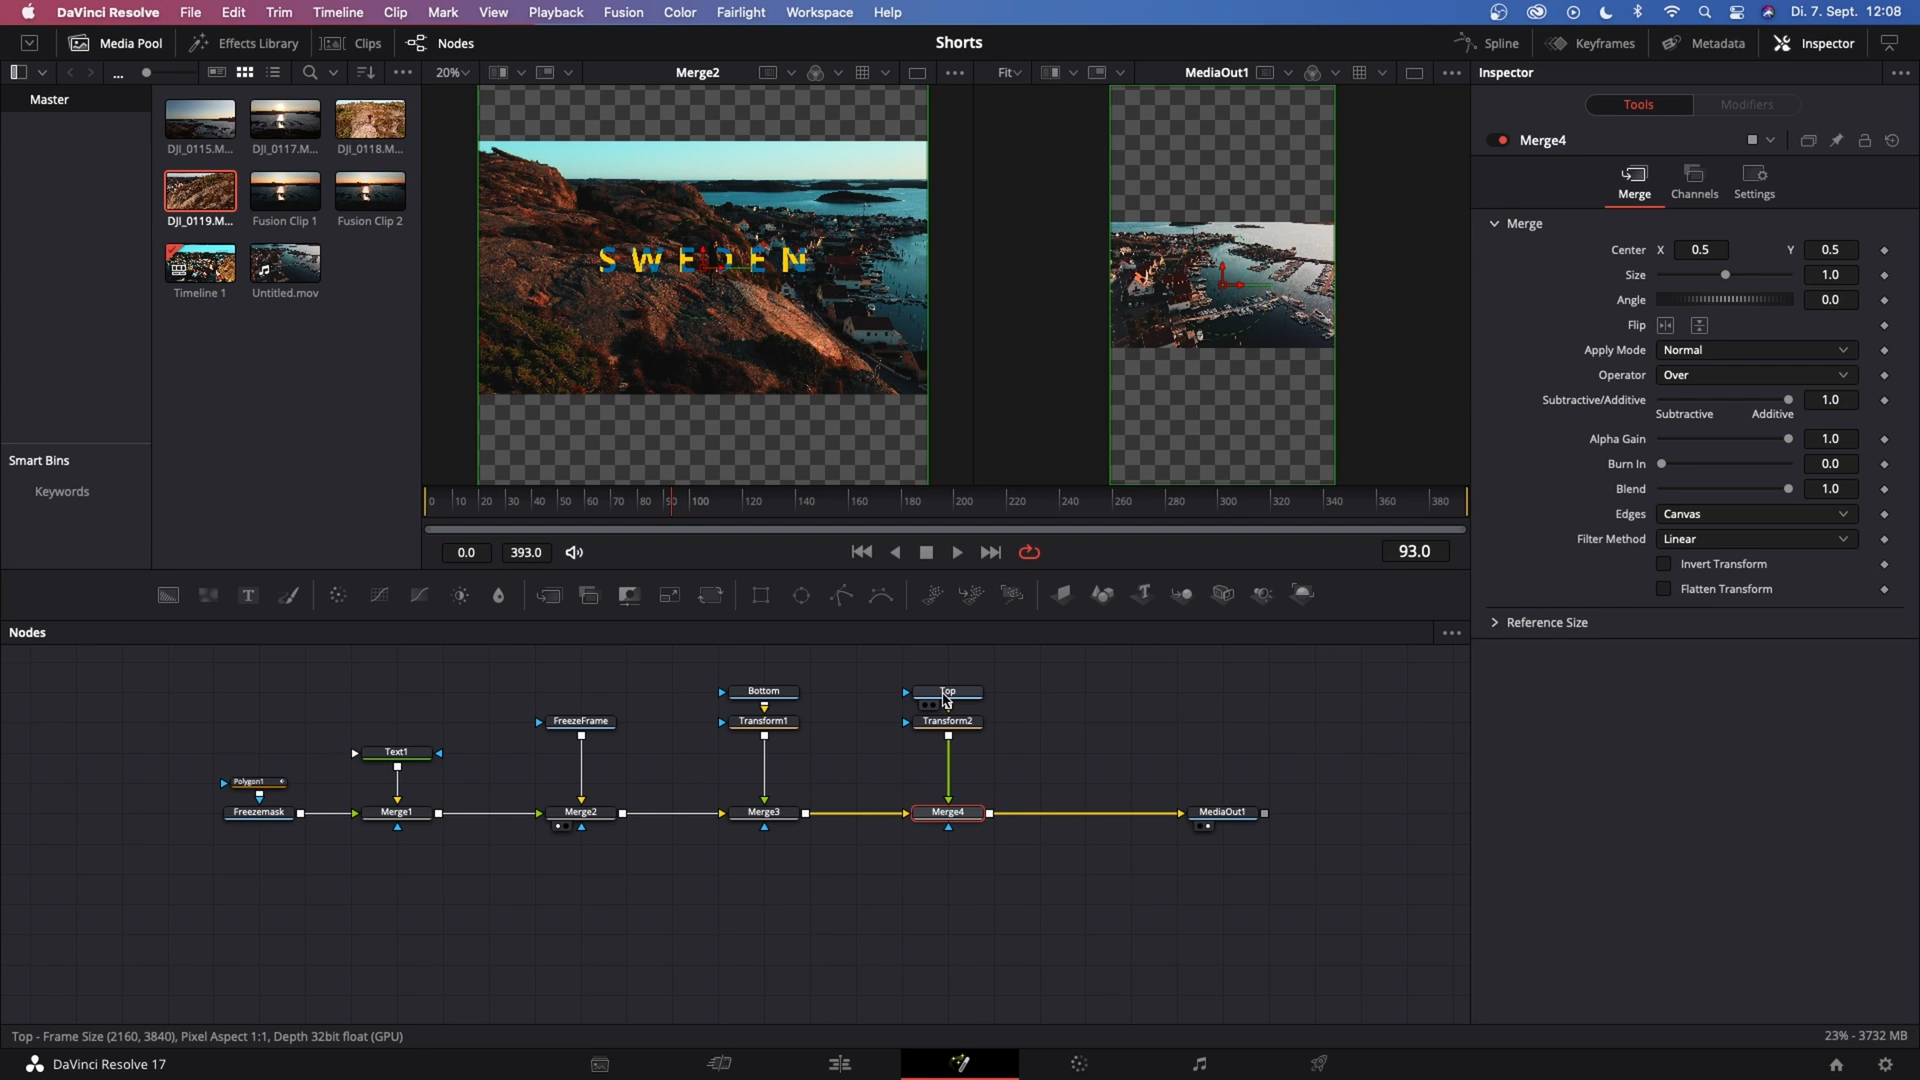 DaVinci Resolve File Edit Trim Timeline Clip Mark View Playback Fusion Color Fairlight Workspace Help Di. 7. Sept. 12:08
Media Pool Effects Library Clips Nodes Shorts Spline Keyframes Metadata Inspector
... 20% Merge2 Fit MediaOut1 Inspector
Master
Tools Modifiers
DJI_0115.M... DJI_0117.M... DJI_0118.M...
Merge4
DJI_0119.M... Fusion Clip 1 Fusion Clip 2
Merge Channels Settings
Timeline 1 Untitled.mov
SWEDEN
Merge
Center X 0.5 Y 0.5
Size 1.0
Angle 0.0
Flip
Apply Mode Normal
Operator Over
Subtractive/Additive 1.0
Subtractive Additive
Alpha Gain 1.0
Burn In 0.0
Blend 1.0
Edges Canvas
Filter Method Linear
Invert Transform
Flatten Transform
Reference Size
Smart Bins
Keywords
0 10 20 30 40 50 60 70 80 90 100 120 140 160 180 200 220 240 260 280 300 320 340 360 380
0.0 393.0 93.0
Nodes
Bottom Top
FreezeFrame Transform1 Transform2
Text1
Polygon1
Freezemask Merge1 Merge2 Merge3 Merge4 MediaOut1
Top - Frame Size (2160, 3840), Pixel Aspect 1:1, Depth 32bit float (GPU) 23% - 3732 MB
DaVinci Resolve 17